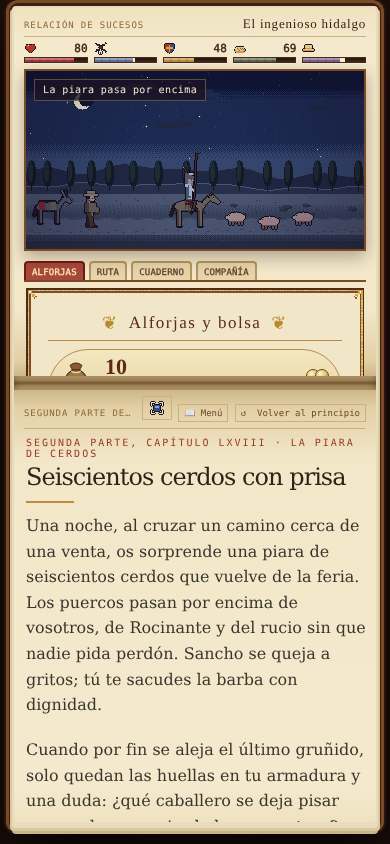 RELACIÓN DE SUCESOS
El ingenioso hidalgo
80
48
69
La piara pasa por encima
ALFORJAS
RUTA
CUADERNO
COMPAÑÍA
❦ Alforjas y bolsa ❦
10
SEGUNDA PARTE DE…
📖 Menú
↺ Volver al principio
SEGUNDA PARTE, CAPÍTULO LXVIII · LA PIARA
DE CERDOS
Seiscientos cerdos con prisa
Una noche, al cruzar un camino cerca de
una venta, os sorprende una piara de
seiscientos cerdos que vuelve de la feria.
Los puercos pasan por encima de
vosotros, de Rocinante y del rucio sin que
nadie pida perdón. Sancho se queja a
gritos; tú te sacudes la barba con
dignidad.
Cuando por fin se aleja el último gruñido,
solo quedan las huellas en tu armadura y
una duda: ¿qué caballero se deja pisar